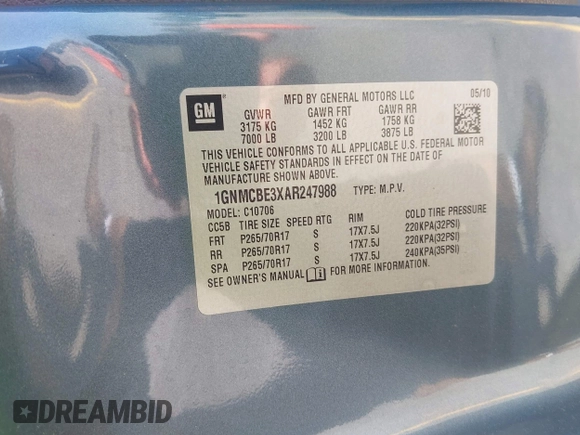 GM
MFD BY GENERAL MOTORS LLC 05/10
GVWR GAWR FRT GAWR RR
3175 KG 1452 KG 1758 KG
7000 LB 3200 LB 3875 LB
THIS VEHICLE CONFORMS TO ALL APPLICABLE U.S. FEDERAL MOTOR
VEHICLE SAFETY STANDARDS IN EFFECT ON THE DATE OF
MANUFACTURE SHOWN ABOVE.
1GNMCBE3XAR247988 TYPE: M.P.V.
MODEL: C10706
CC5B TIRE SIZE SPEED RTG RIM COLD TIRE PRESSURE
FRT P265/70R17 S 17X7.5J 220KPA(32PSI)
RR P265/70R17 S 17X7.5J 220KPA(32PSI)
SPA P265/70R17 S 17X7.5J 240KPA(35PSI)
SEE OWNER'S MANUAL FOR MORE INFORMATION.
DREAMBID